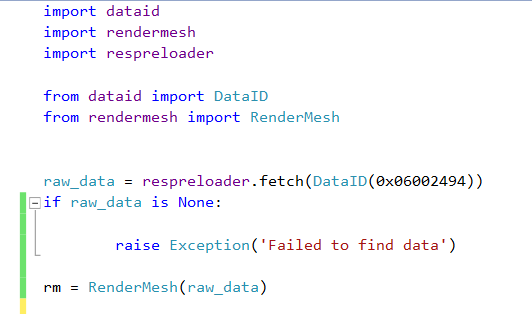 import dataid
import rendermesh
import respreloader
from dataid import DataID
from rendermesh import RenderMesh
raw_data = respreloader.fetch(DataID(0x06002494))
if raw_data is None:
raise Exception('Failed to find data')
rm = RenderMesh(raw_data)